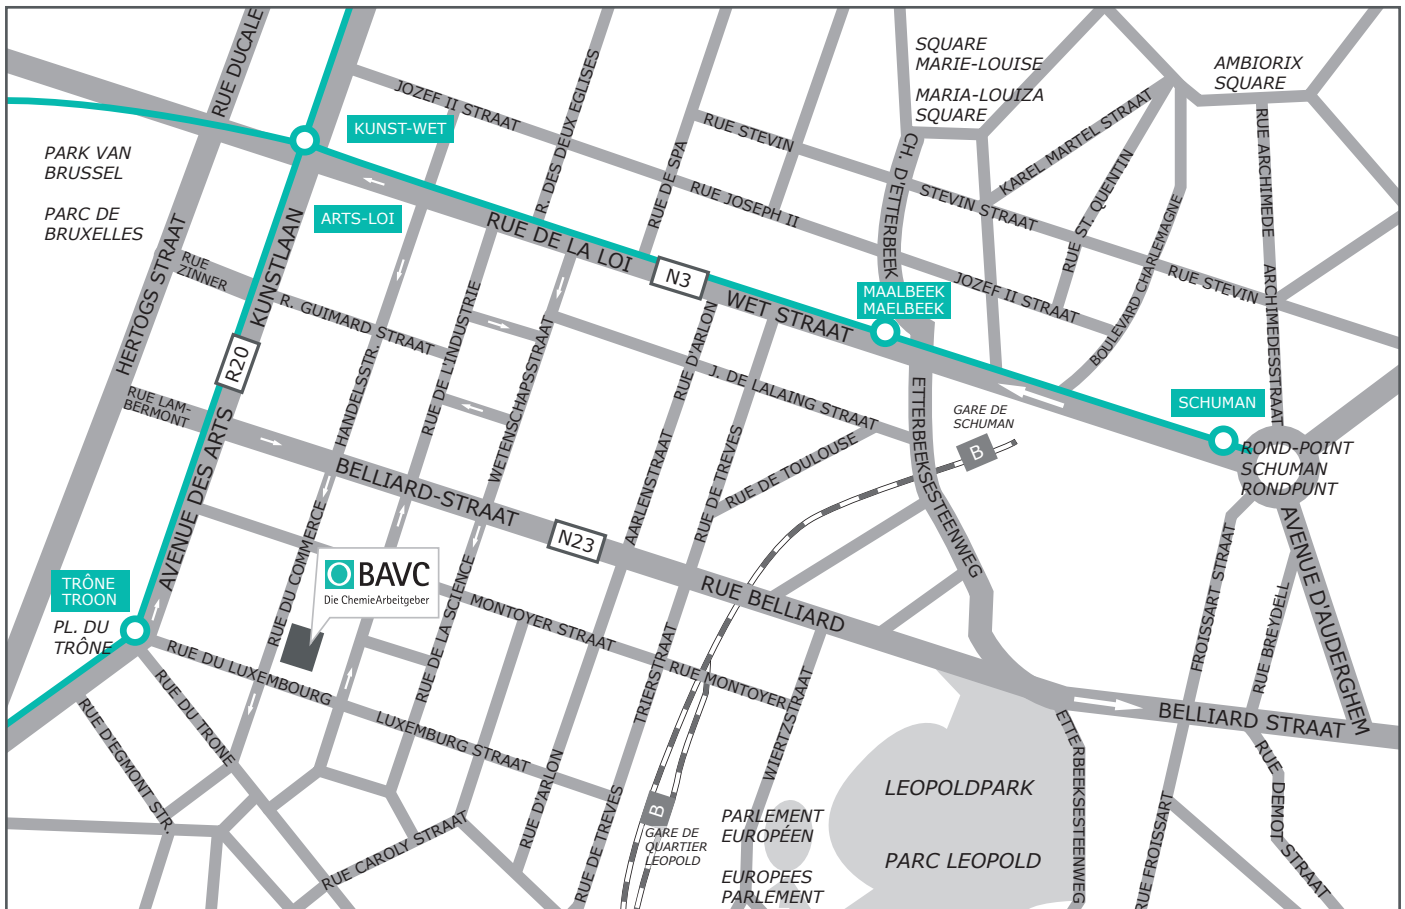 RUE DUCALE
SQUARE
MARIE-LOUISE
MARIA-LOUIZA
SQUARE
AMBIORIX
SQUARE
JOZEF II STRAAT
R. DES DEUX EGLISES
KUNST-WET
RUE STEVIN
RUE DE SPA
CH. D'ETTERBEEK
KAREL MARTEL STRAAT
RUE ARCHIMEDE
PARK VAN
BRUSSEL
PARC DE
BRUXELLES
ARTS-LOI
RUE JOSEPH II
STEVIN STRAAT
RUE ST. QUENTIN
BOULEVARD CHARLEMAGNE
HERTOGS STRAAT
KUNSTLAAN
RUE DE LA LOI
N3
WET STRAAT
RUE
ZINNER
R. GUIMARD STRAAT
MAALBEEK
MAELBEEK
JOZEF II STRAAT
RUE STEVIN
ARCHIMEDESSTRAAT
R20
HANDELSSTR.
RUE DE L'INDUSTRIE
WETENSCHAPSSTRAAT
RUE D'ARLON
J. DE LALAING STRAAT
RUE LAM-
BERMONT
ETTERBEEKSESTEENWEG
GARE DE
SCHUMAN
B
SCHUMAN
ROND-POINT
SCHUMAN
RONDPUNT
AVENUE DES ARTS
BELLIARD-STRAAT
AARLENSTRAAT
RUE DE TREVES
RUE DE TOULOUSE
N23
RUE BELLIARD
AVENUE D'AUDERGHEM
TRÔNE
TROON
PL. DU
TRÔNE
RUE DU COMMERCE
BAVC
Die ChemieArbeitgeber
RUE DE LA SCIENCE
MONTOYER STRAAT
RUE MONTOYER
TRIERSTRAAT
WIERTZSTRAAT
FROISSART STRAAT
RUE BREYDELL
RUE DU LUXEMBOURG
LUXEMBURG STRAAT
RUE DU TRONE
RUE D'EGMONT STR.
BELLIARD STRAAT
ETTERBEEKSESTEENWEG
RUE DEMOT STRAAT
RUE FROISSART
RUE D'ARLON
RUE DE TREVES
RUE CAROLY STRAAT
B
GARE DE
QUARTIER
LEOPOLD
PARLEMENT
EUROPÉEN
EUROPEES
PARLEMENT
LEOPOLDPARK
PARC LEOPOLD